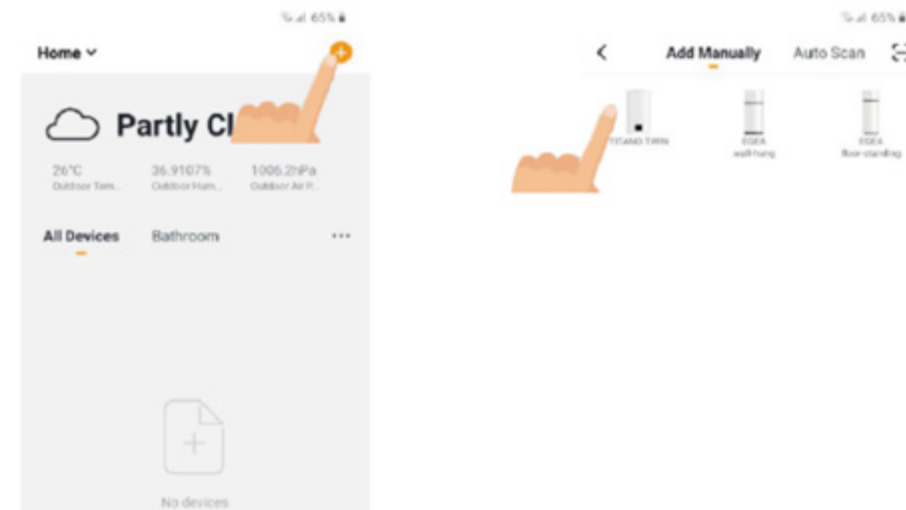 65%
Home
Partly Cl
26°C
36.9107%
1006.2hPa
Outdoor Tem...
Outdoor Hum...
Outdoor Air P...
All Devices
Bathroom
...
No devices
65%
Add Manually
Auto Scan
TITANO TWIN
EGEA
wall-hung
EGEA
floor-standing